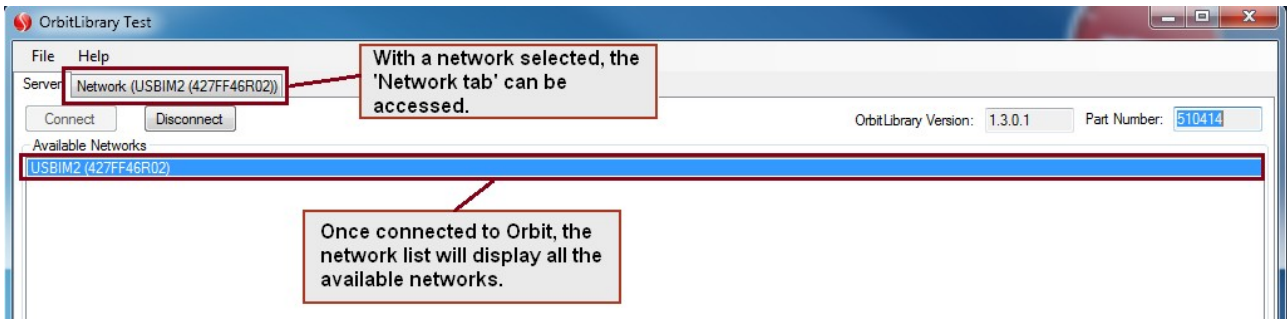 OrbitLibrary Test
File Help
With a network selected, the
'Network tab' can be
accessed.
Server Network (USBIM2 (427FF46R02))
Connect Disconnect OrbitLibrary Version: 1.3.0.1 Part Number: 510414
Available Networks
USBIM2 (427FF46R02)
Once connected to Orbit, the
network list will display all the
available networks.